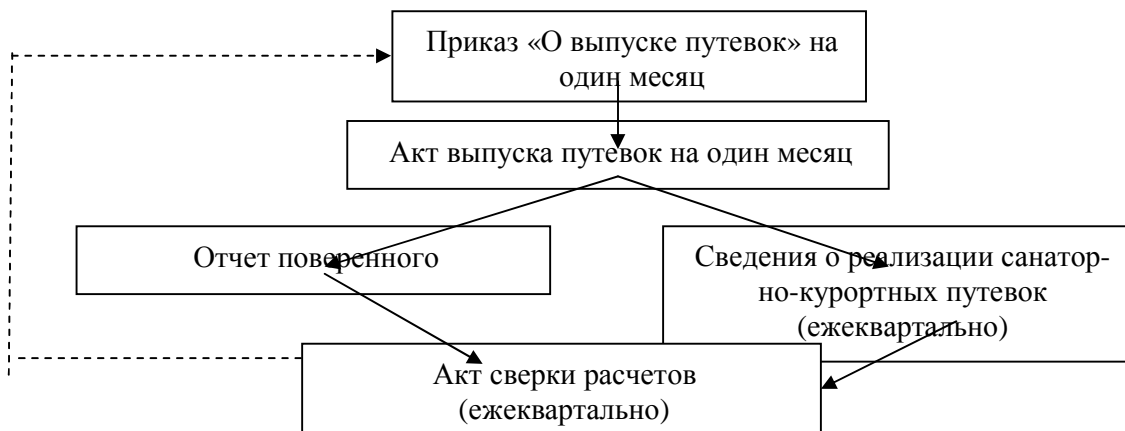 Приказ «О выпуске путевок» на
один месяц
Акт выпуска путевок на один месяц
Отчет поверенного
Сведения о реализации санатор-
но-курортных путевок
(ежеквартально)
Акт сверки расчетов
(ежеквартально)